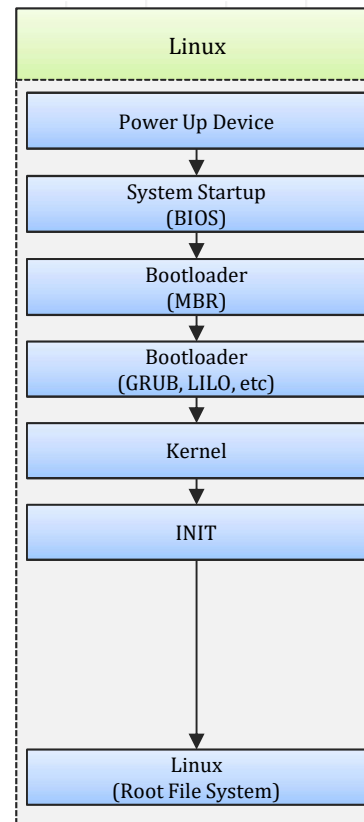 Linux
Power Up Device
System Startup
(BIOS)
Bootloader
(MBR)
Bootloader
(GRUB, LILO, etc)
Kernel
INIT
Linux
(Root File System)